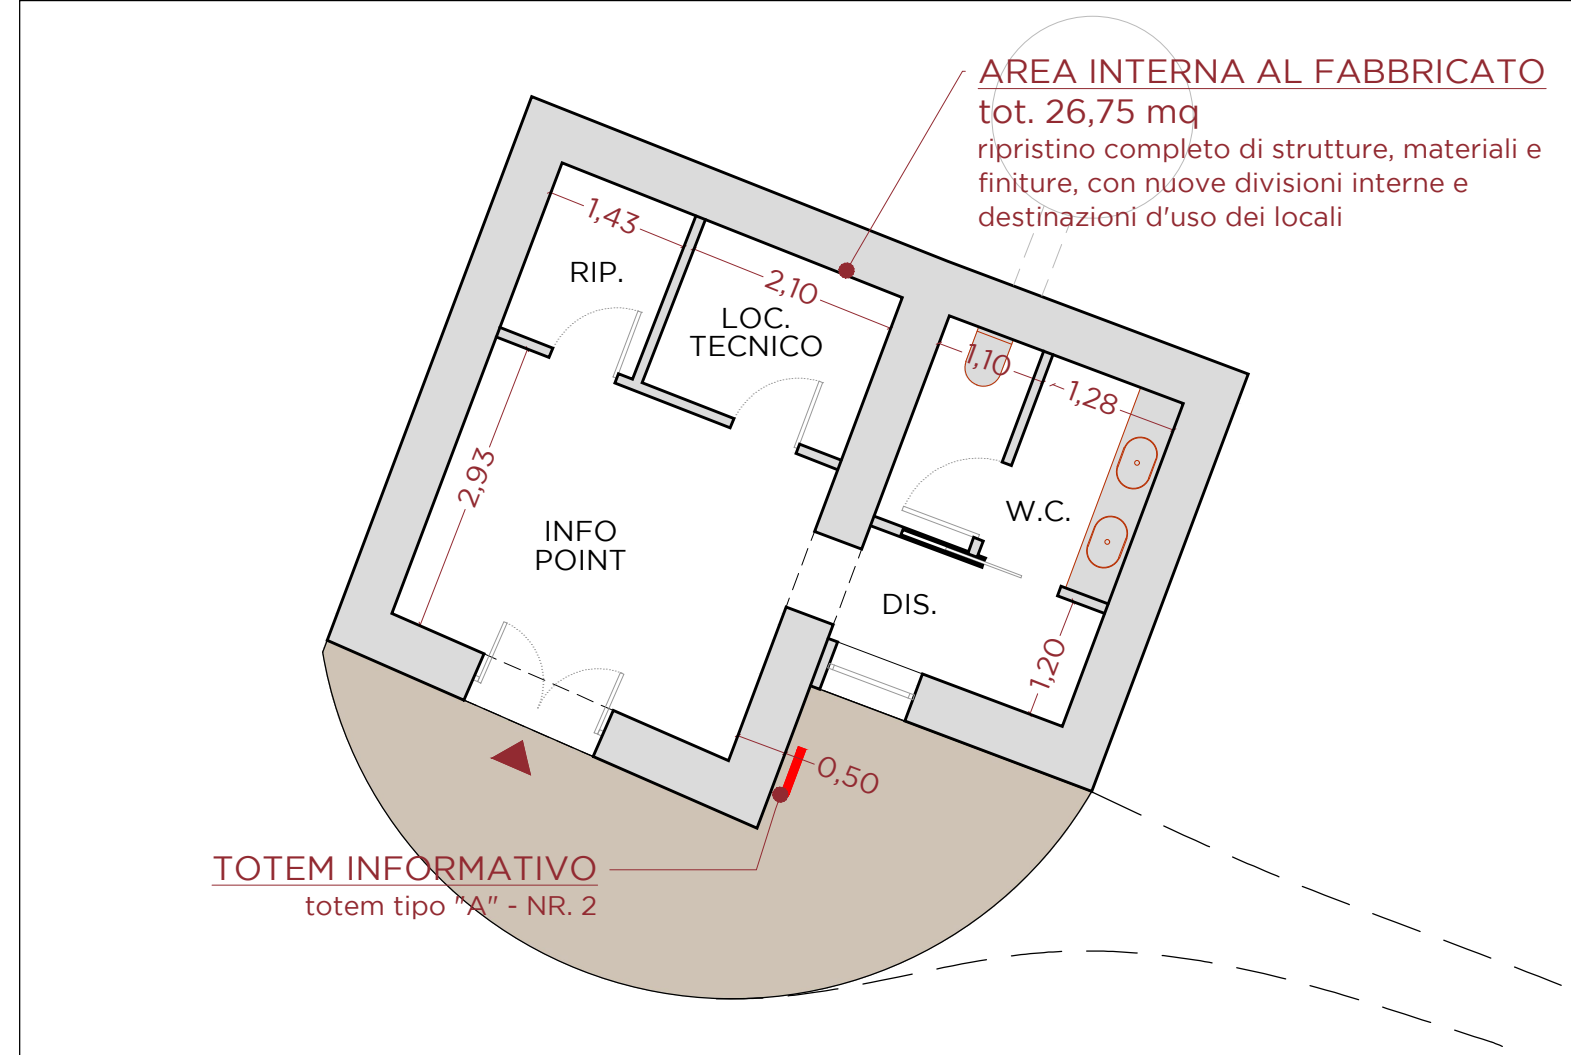 AREA INTERNA AL FABBRICATO
tot. 26,75 mq
ripristino completo di strutture, materiali e
finiture, con nuove divisioni interne e
destinazioni d'uso dei locali
1,43
RIP.
2,10
LOC.
TECNICO
1,10
1,28
2,93
INFO
POINT
W.C.
DIS.
1,20
0,50
TOTEM INFORMATIVO
totem tipo "A" - NR. 2